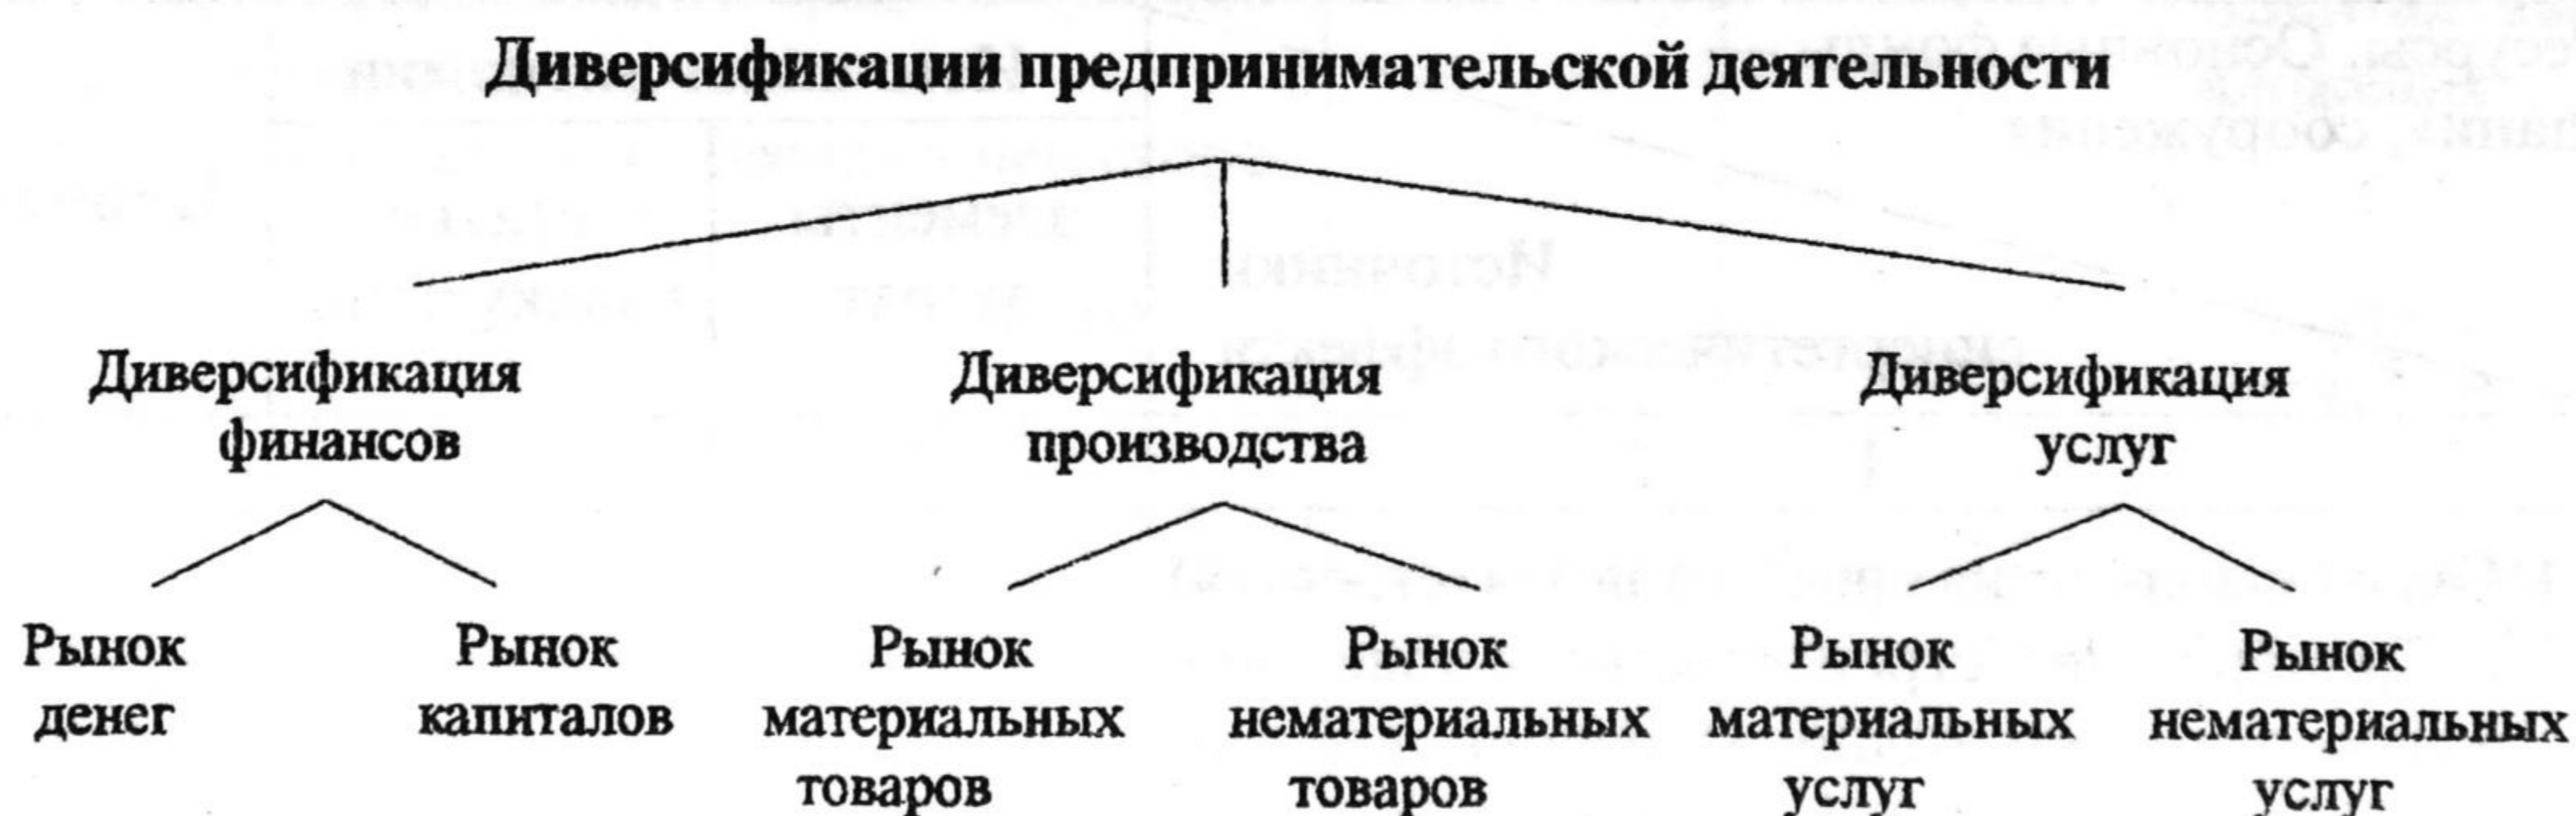 Диверсификации предпринимательской деятельности
Диверсификация
финансов
Диверсификация
производства
Диверсификация
услуг
Рынок
денег
Рынок
капиталов
Рынок
материальных
товаров
Рынок
нематериальных
товаров
Рынок
материальных
услуг
Рынок
нематериальных
услуг